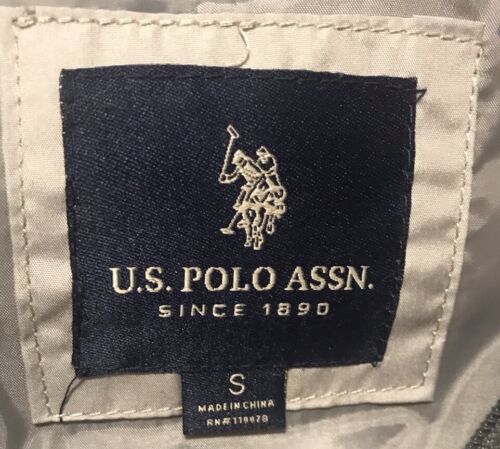 U.S. POLO ASSN.
SINCE 1890
S
MADE IN CHINA